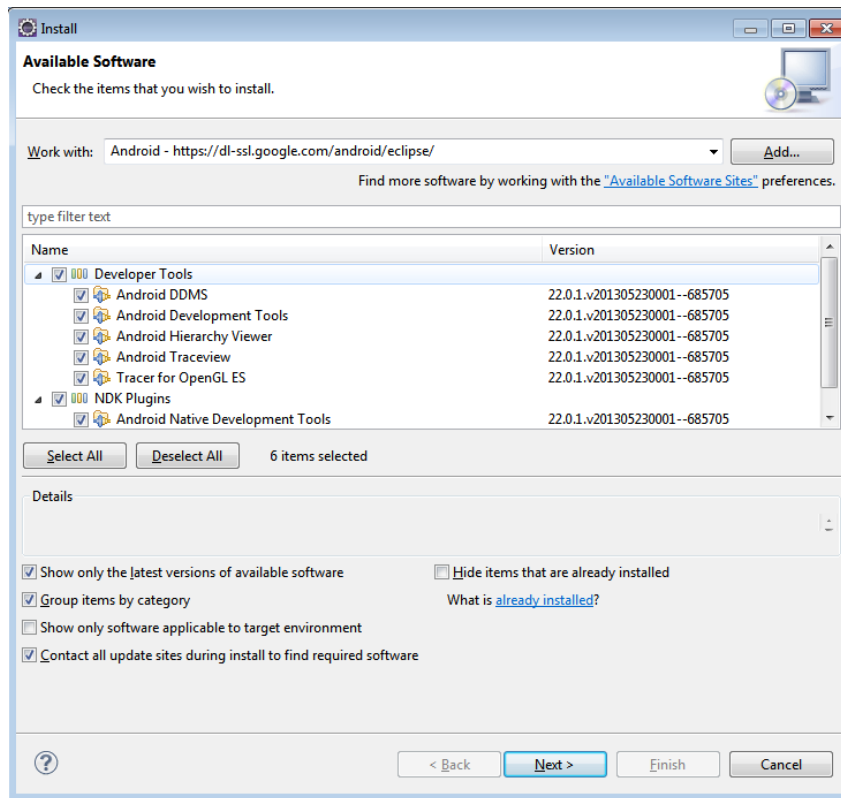 Install
Available Software
Check the items that you wish to install.
Work with: Android - https://dl-ssl.google.com/android/eclipse/ Add...
Find more software by working with the "Available Software Sites" preferences.
type filter text
Name Version
Developer Tools
Android DDMS 22.0.1.v201305230001--685705
Android Development Tools 22.0.1.v201305230001--685705
Android Hierarchy Viewer 22.0.1.v201305230001--685705
Android Traceview 22.0.1.v201305230001--685705
Tracer for OpenGL ES 22.0.1.v201305230001--685705
NDK Plugins
Android Native Development Tools 22.0.1.v201305230001--685705
Select All Deselect All 6 items selected
Details
Show only the latest versions of available software Hide items that are already installed
Group items by category What is already installed?
Show only software applicable to target environment
Contact all update sites during install to find required software
? < Back Next > Finish Cancel